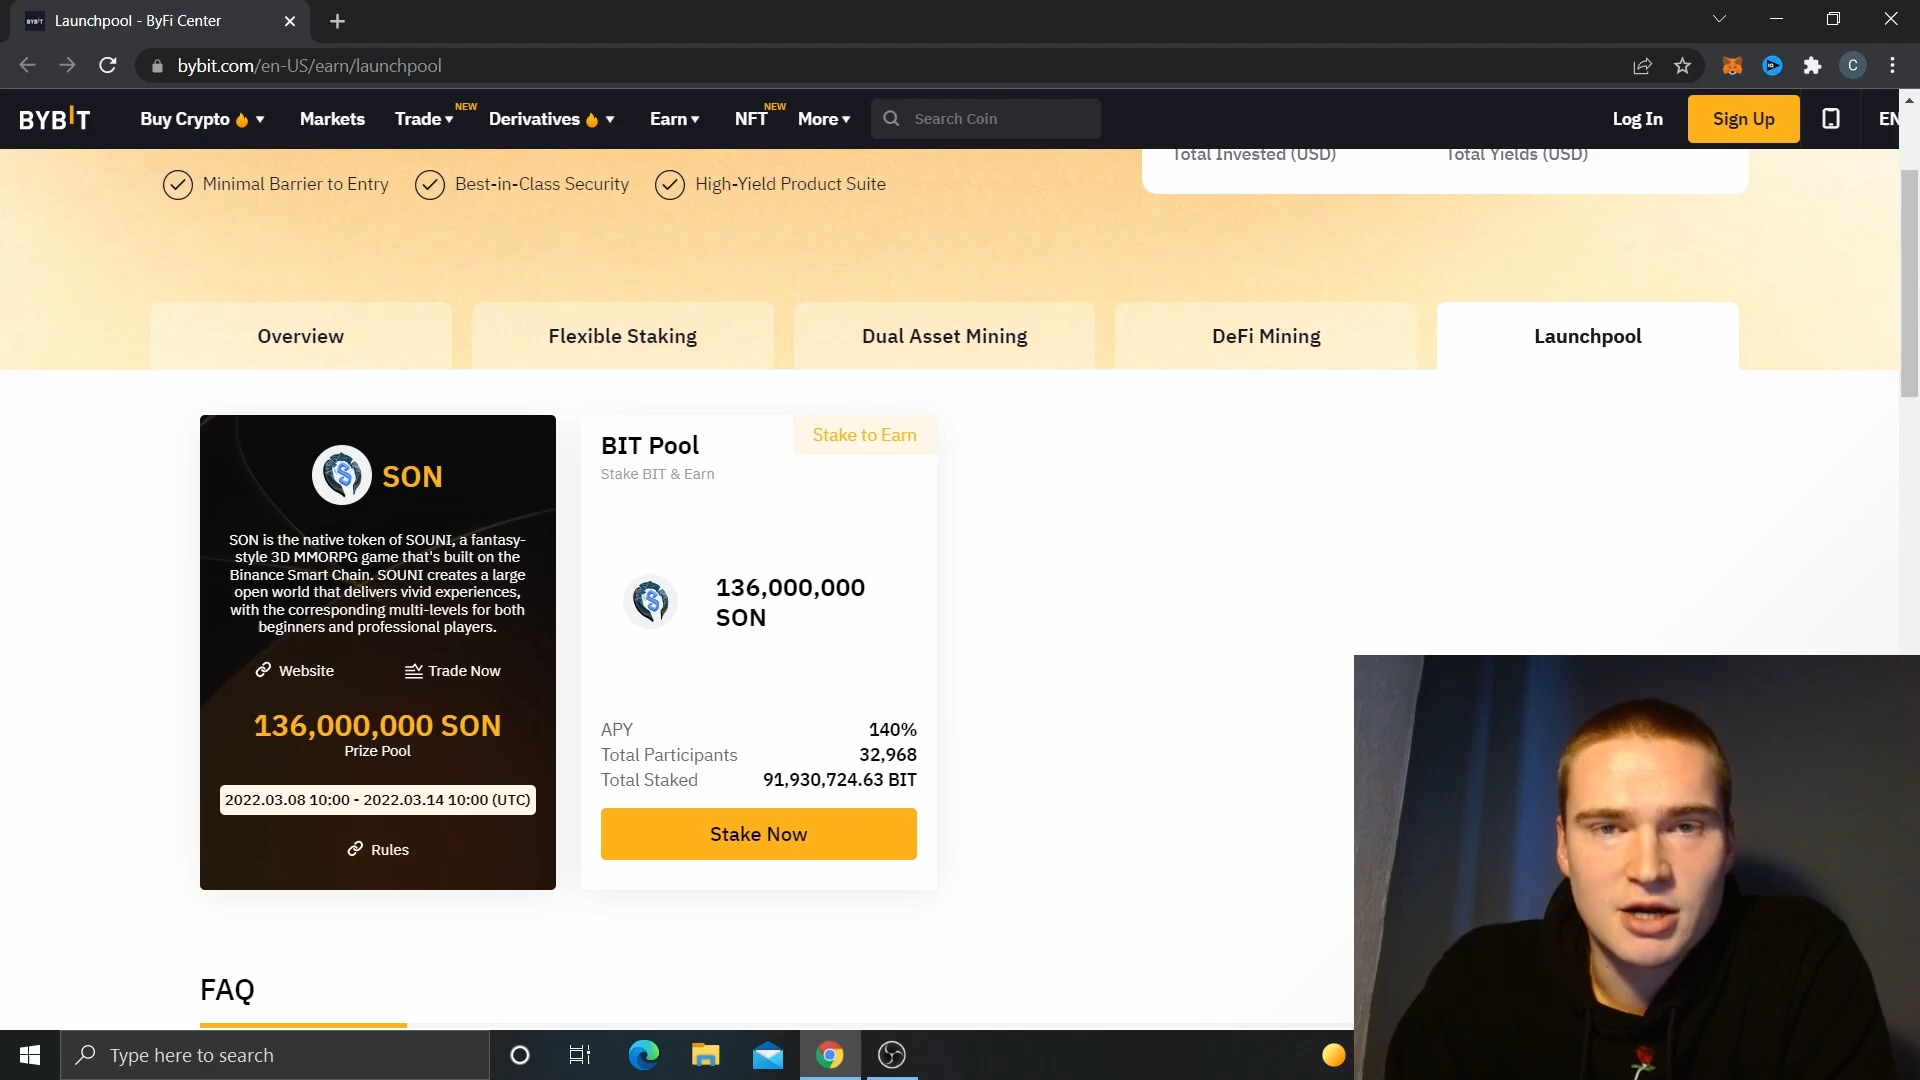 Launchpool - ByFi Center
bybit.com/en-US/earn/launchpool
C
BYBIT
Buy Crypto
Markets
Trade
NEW
Derivatives
Earn
NFT
NEW
More
Search Coin
Log In
Sign Up
EN
Minimal Barrier to Entry
Best-in-Class Security
High-Yield Product Suite
Total Invested (USD)
Total Yields (USD)
Overview
Flexible Staking
Dual Asset Mining
DeFi Mining
Launchpool
SON
SON is the native token of SOUNI, a fantasy-
style 3D MMORPG game that's built on the
Binance Smart Chain. SOUNI creates a large
open world that delivers vivid experiences,
with the corresponding multi-levels for both
beginners and professional players.
Website
Trade Now
136,000,000 SON
Prize Pool
2022.03.08 10:00 - 2022.03.14 10:00 (UTC)
Rules
BIT Pool
Stake to Earn
Stake BIT & Earn
136,000,000
SON
APY 140%
Total Participants 32,968
Total Staked 91,930,724.63 BIT
Stake Now
FAQ
Type here to search